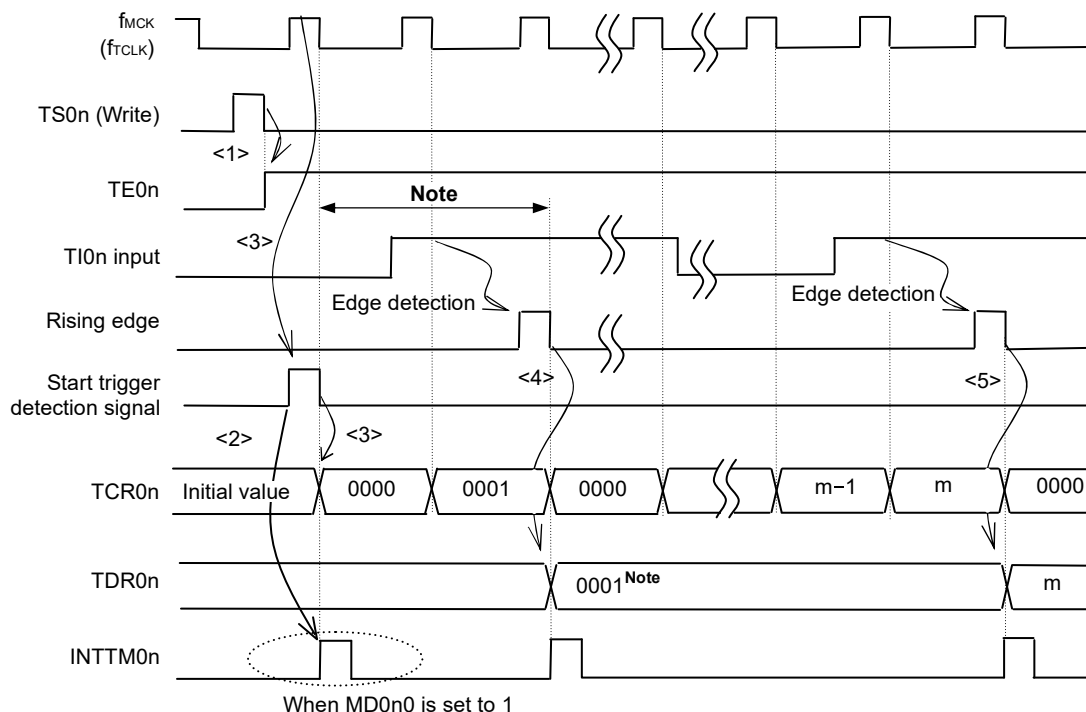 fMCK
(fTCLK)
TS0n (Write)
<1>
TE0n
Note
<3>
TI0n input
Edge detection
Edge detection
Rising edge
<4>
<5>
Start trigger
detection signal
<2>
<3>
TCR0n
Initial value
0000
0001
0000
m−1
m
0000
TDR0n
0001Note
m
INTTM0n
When MD0n0 is set to 1